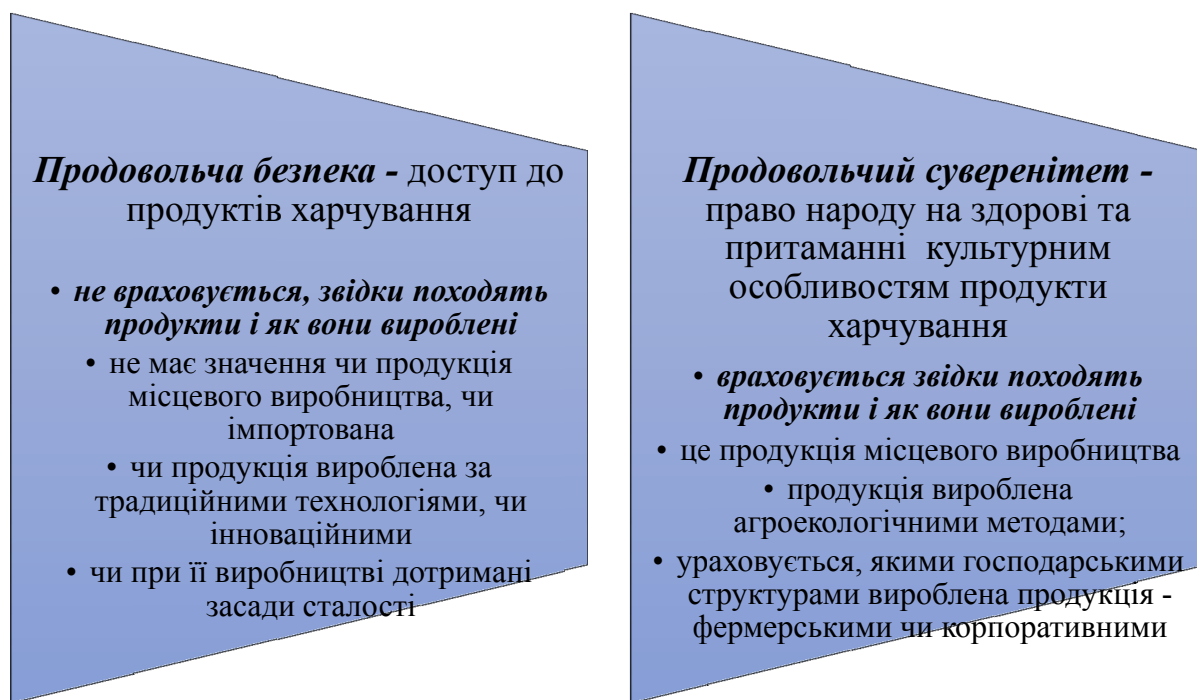 Продовольча безпека - доступ до
продуктів харчування
• не враховується, звідки походять
продукти і як вони вироблені
• не має значення чи продукція
місцевого виробництва, чи
імпортована
• чи продукція вироблена за
традиційними технологіями, чи
інноваційними
• чи при її виробництві дотримані
засади сталості
Продовольчий суверенітет -
право народу на здорові та
притаманні культурним
особливостям продукти
харчування
• враховується звідки походять
продукти і як вони вироблені
• це продукція місцевого виробництва
• продукція вироблена
агроекологічними методами;
• ураховується, якими господарськими
структурами вироблена продукція -
фермерськими чи корпоративними